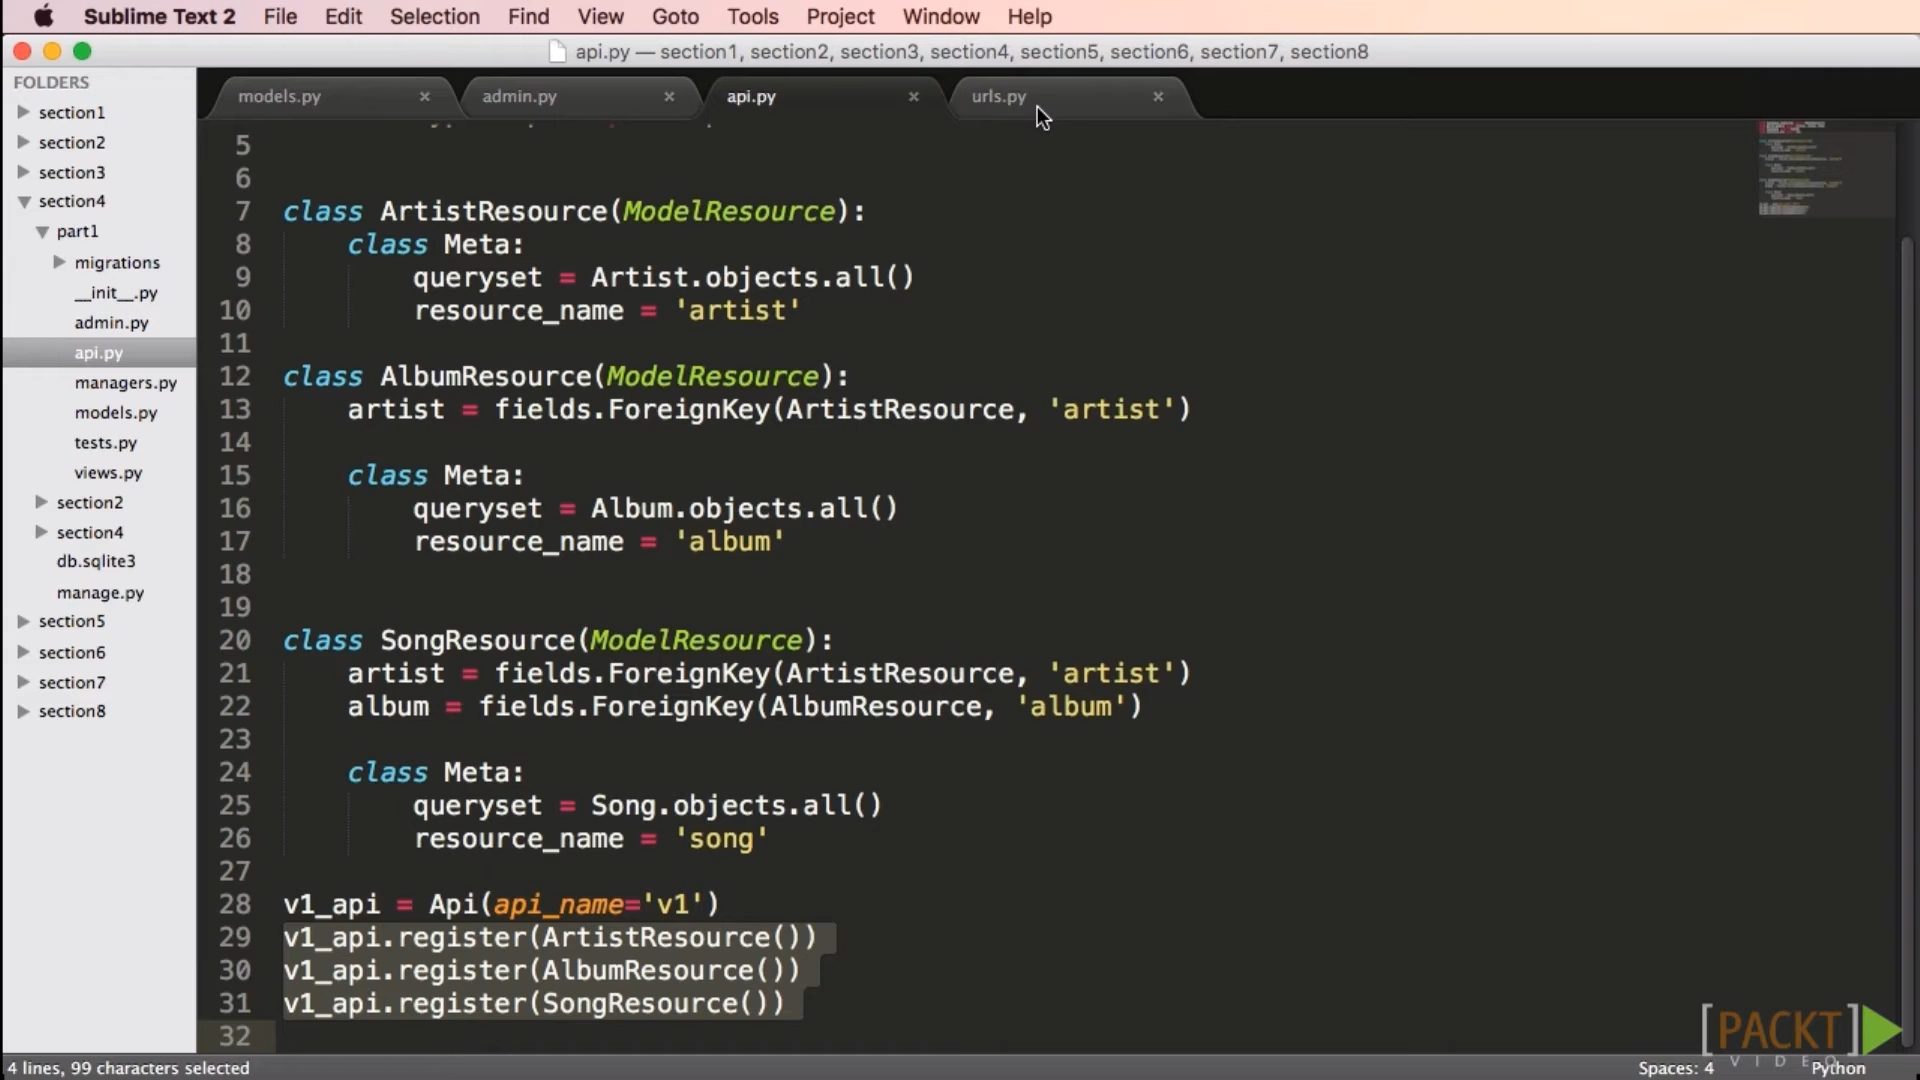 Sublime Text 2 File Edit Selection Find View Goto Tools Project Window Help
api.py — section1, section2, section3, section4, section5, section6, section7, section8
FOLDERS
section1
section2
section3
section4
part1
migrations
__init__.py
admin.py
api.py
managers.py
models.py
tests.py
views.py
section2
section4
db.sqlite3
manage.py
section5
section6
section7
section8
models.py × admin.py × api.py × urls.py ×
5
6
7 class ArtistResource(ModelResource):
8 class Meta:
9 queryset = Artist.objects.all()
10 resource_name = 'artist'
11
12 class AlbumResource(ModelResource):
13 artist = fields.ForeignKey(ArtistResource, 'artist')
14
15 class Meta:
16 queryset = Album.objects.all()
17 resource_name = 'album'
18
19
20 class SongResource(ModelResource):
21 artist = fields.ForeignKey(ArtistResource, 'artist')
22 album = fields.ForeignKey(AlbumResource, 'album')
23
24 class Meta:
25 queryset = Song.objects.all()
26 resource_name = 'song'
27
28 v1_api = Api(api_name='v1')
29 v1_api.register(ArtistResource())
30 v1_api.register(AlbumResource())
31 v1_api.register(SongResource())
32
[PACKT]
VIDEO
4 lines, 99 characters selected
Spaces: 4 Python